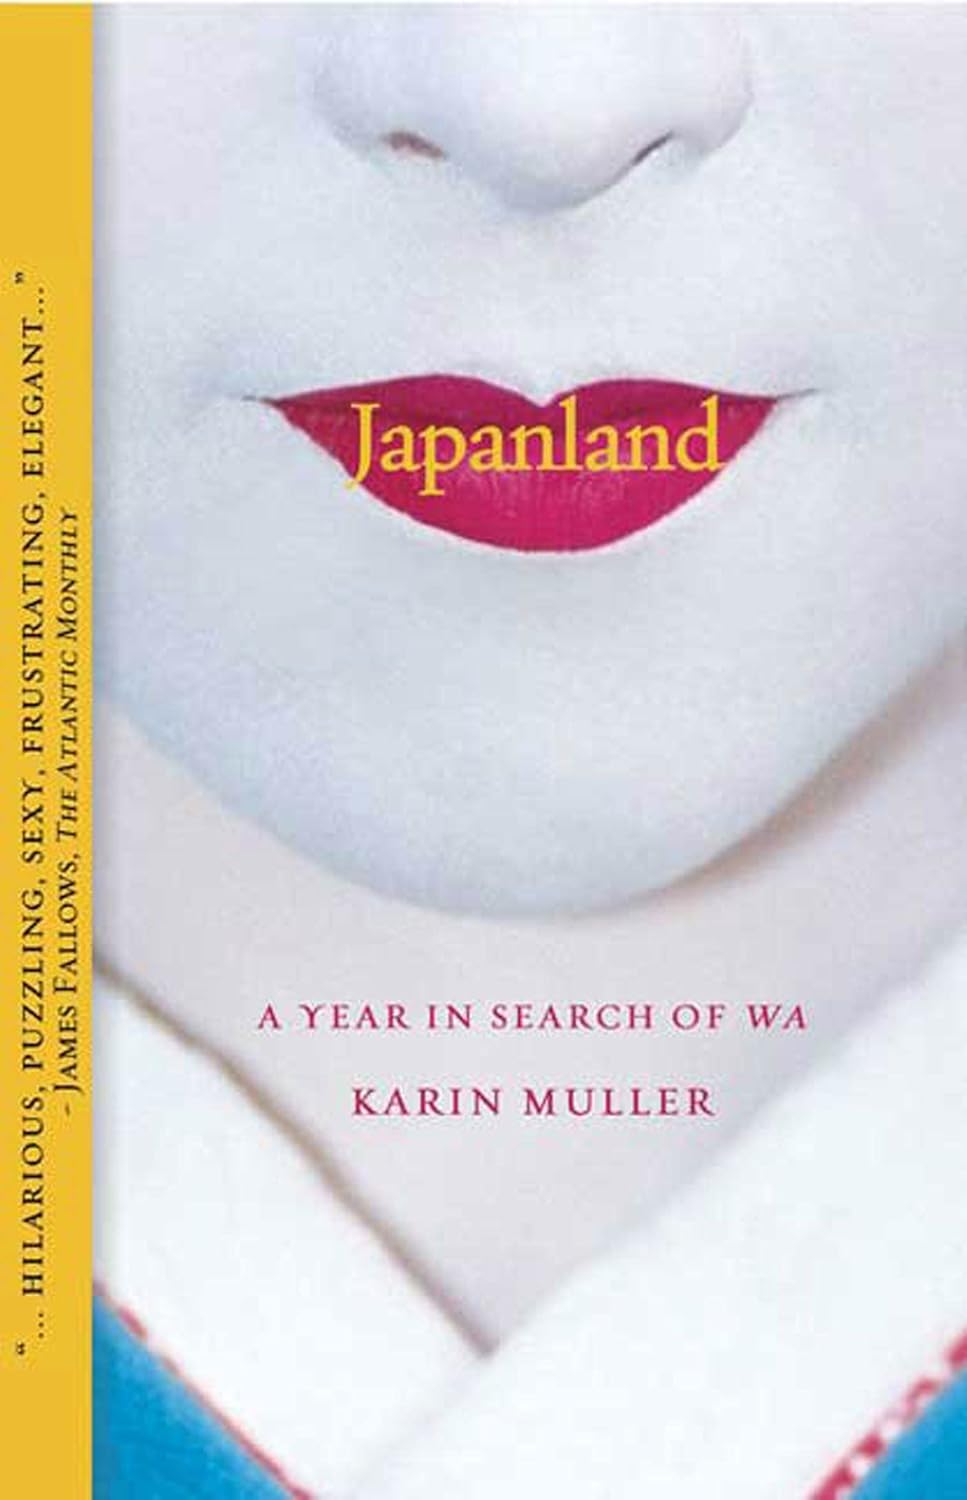 Japanland
A YEAR IN SEARCH OF WA
KARIN MULLER
“... HILARIOUS, PUZZLING, SEXY, FRUSTRATING, ELEGANT...”
- JAMES FALLOWS, THE ATLANTIC MONTHLY